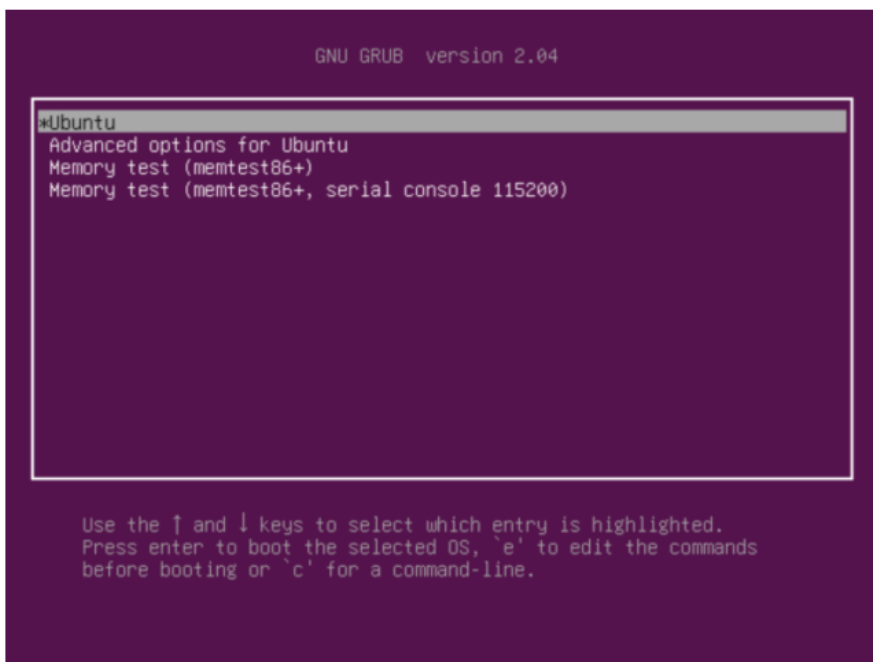 GNU GRUB  version 2.04
*Ubuntu
Advanced options for Ubuntu
Memory test (memtest86+)
Memory test (memtest86+, serial console 115200)
Use the ↑ and ↓ keys to select which entry is highlighted.
Press enter to boot the selected OS, `e' to edit the commands
before booting or `c' for a command-line.